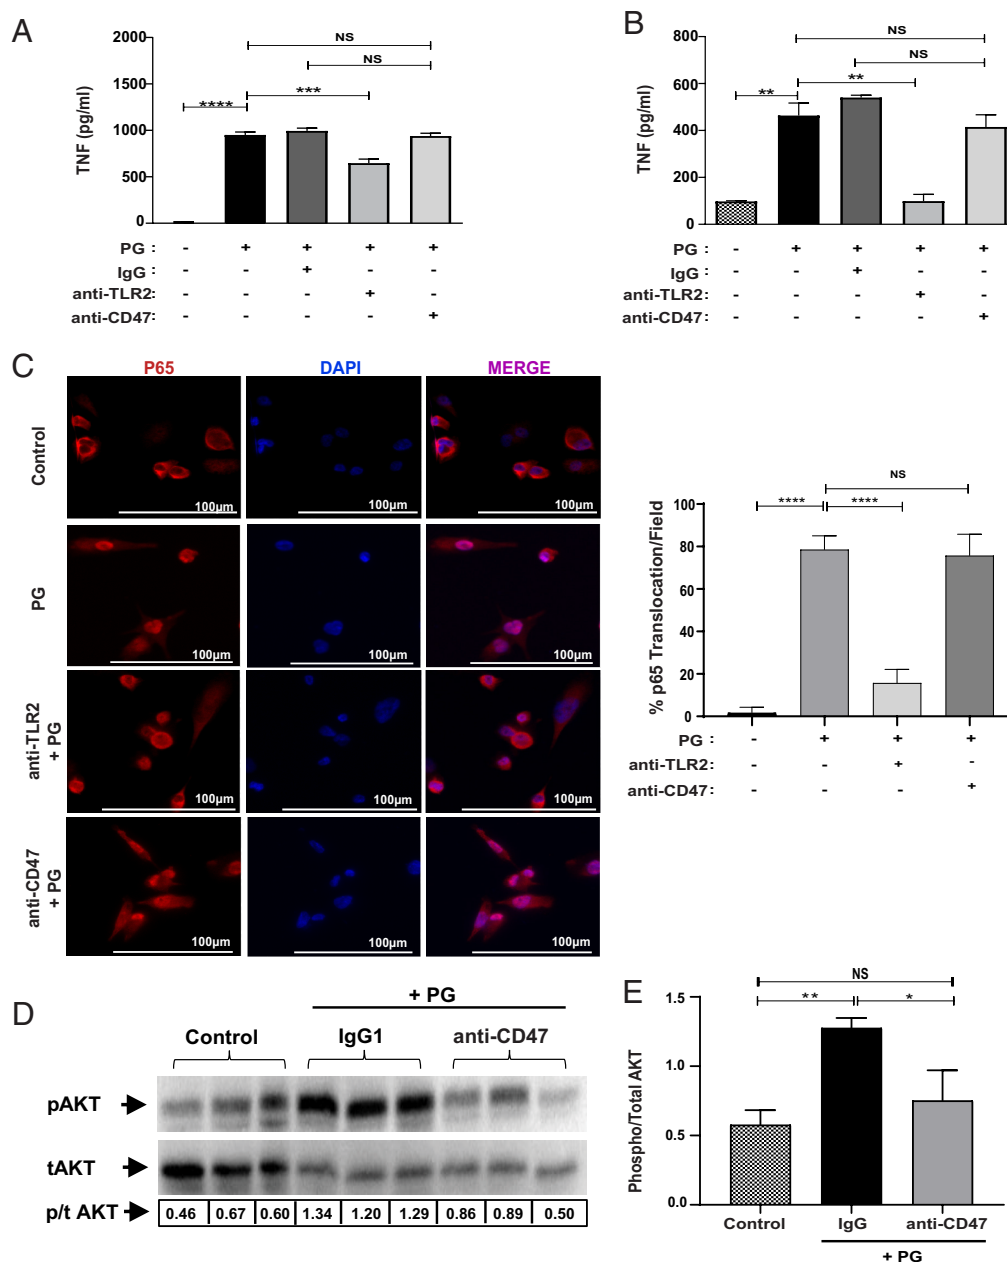 A
2000
1500
1000
500
0
TNF (pg/ml)
NS
NS
****
***
PG : - + + + +
IgG : - - + - -
anti-TLR2: - - - + -
anti-CD47: - - - - +
B
800
600
400
200
0
TNF (pg/ml)
NS
NS
**
**
PG : - + + + +
IgG : - - + - -
anti-TLR2: - - - + -
anti-CD47: - - - - +
C
P65 DAPI MERGE
Control
100µm 100µm 100µm
PG
100µm 100µm 100µm
anti-TLR2
+ PG
100µm 100µm 100µm
anti-CD47
+ PG
100µm 100µm 100µm
% p65 Translocation/Field
100
80
60
40
20
0
NS
**** ****
PG : - + + +
anti-TLR2: - - + -
anti-CD47 : - - - +
D
+ PG
Control IgG1 anti-CD47
pAKT
tAKT
p/t AKT 0.46 0.67 0.60 1.34 1.20 1.29 0.86 0.89 0.50
E
Phospho/Total AKT
1.5
1.0
0.5
0.0
NS
** *
Control IgG anti-CD47
+ PG